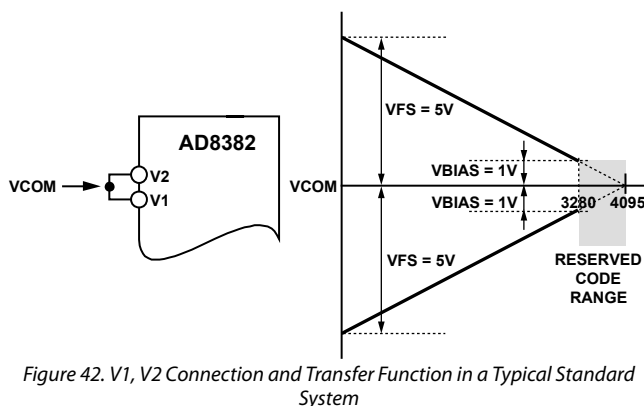 AD8382
V2
V1
VCOM
VFS = 5V
VBIAS = 1V
VCOM
VBIAS = 1V
3280 4095
VFS = 5V
RESERVED
CODE
RANGE
Figure 42. V1, V2 Connection and Transfer Function in a Typical Standard
System